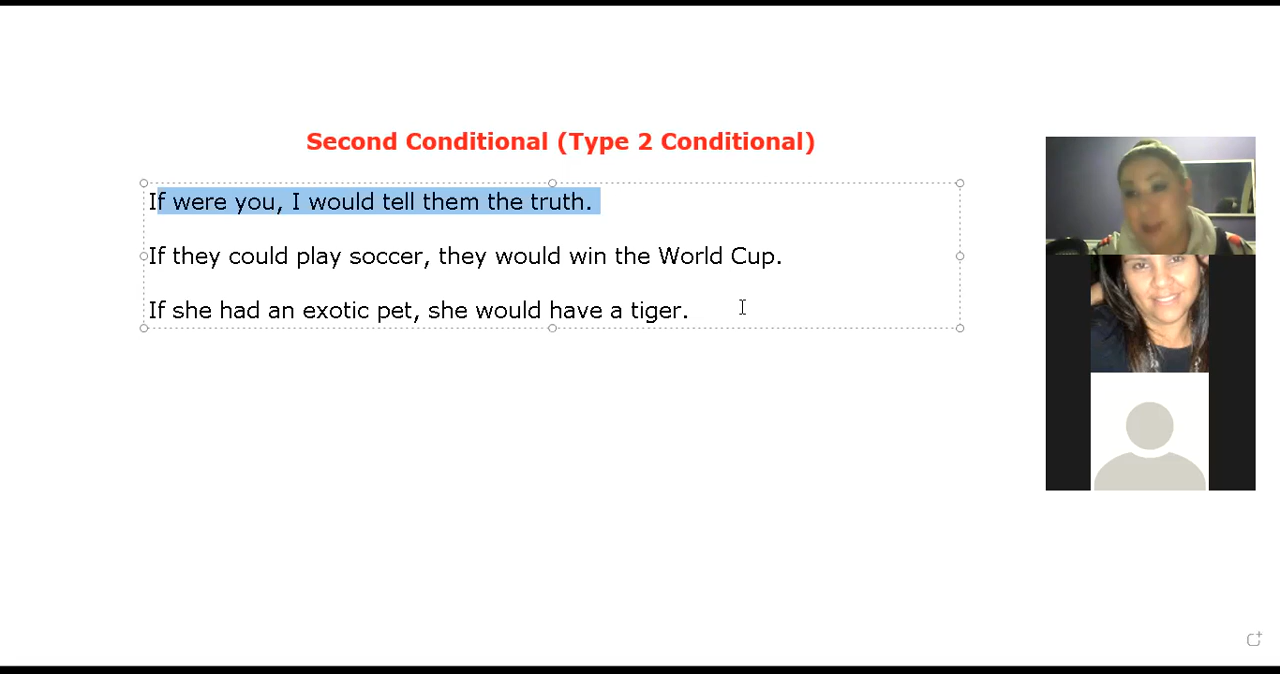 Second Conditional (Type 2 Conditional)
If were you, I would tell them the truth.
If they could play soccer, they would win the World Cup.
If she had an exotic pet, she would have a tiger.